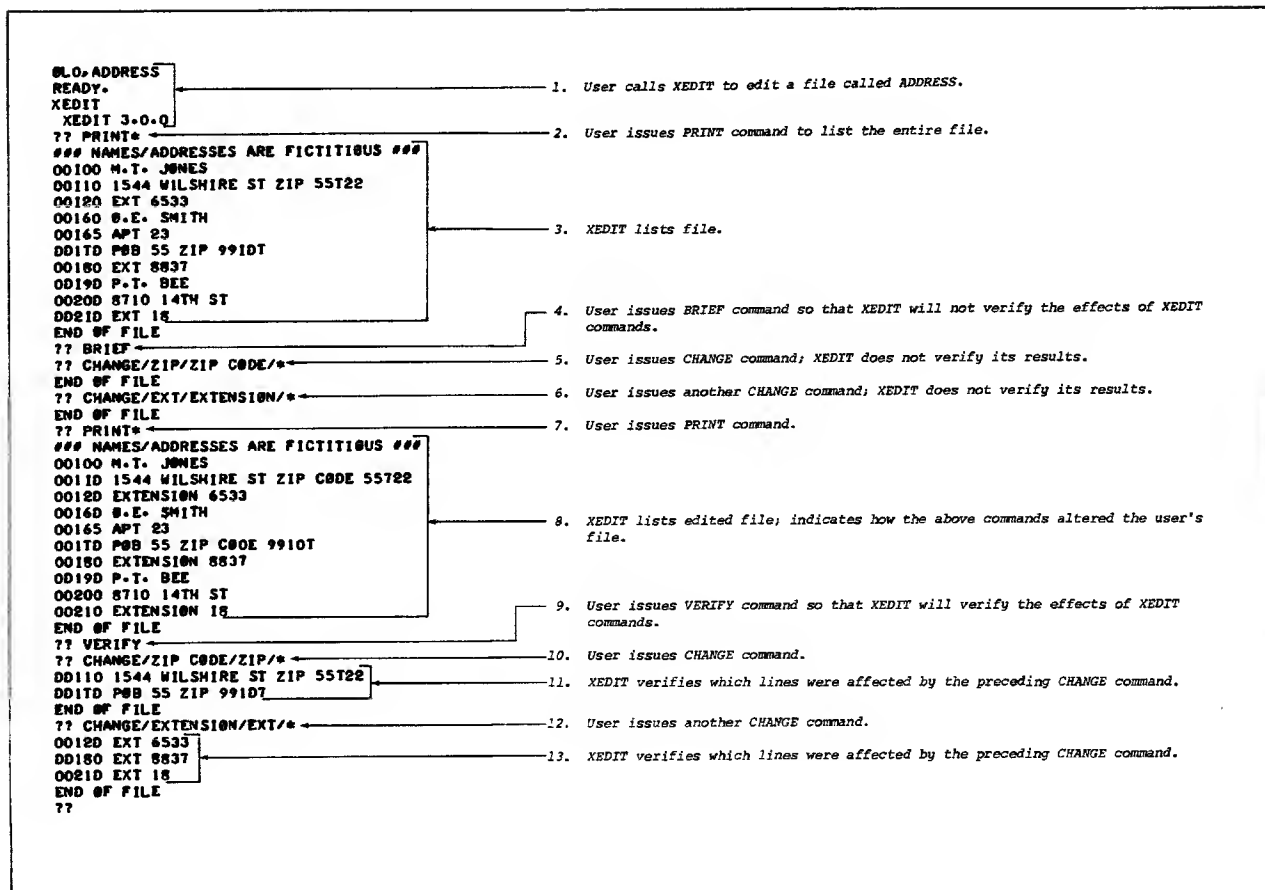 OLD,ADDRESS
READY.
XEDIT
XEDIT 3.0.0
?? PRINT*
### NAMES/ADDRESSES ARE FICTITIOUS ###
00100 M.T. JONES
00110 1544 WILSHIRE ST ZIP 55722
00120 EXT 6533
00160 O.E. SMITH
00165 APT 23
00170 POB 55 ZIP 99107
00180 EXT 8837
00190 P.T. BEE
00200 8710 14TH ST
00210 EXT 18
END OF FILE
?? BRIEF
?? CHANGE/ZIP/ZIP CODE/*
END OF FILE
?? CHANGE/EXT/EXTENSION/*
END OF FILE
?? PRINT*
### NAMES/ADDRESSES ARE FICTITIOUS ###
00100 M.T. JONES
00110 1544 WILSHIRE ST ZIP CODE 55722
00120 EXTENSION 6533
00160 O.E. SMITH
00165 APT 23
00170 POB 55 ZIP CODE 99107
00180 EXTENSION 8837
00190 P.T. BEE
00200 8710 14TH ST
00210 EXTENSION 18
END OF FILE
?? VERIFY
?? CHANGE/ZIP CODE/ZIP/*
00110 1544 WILSHIRE ST ZIP 55722
00170 POB 55 ZIP 99107
END OF FILE
?? CHANGE/EXTENSION/EXT/*
00120 EXT 6533
00180 EXT 8837
00210 EXT 18
END OF FILE
??
1. User calls XEDIT to edit a file called ADDRESS.
2. User issues PRINT command to list the entire file.
3. XEDIT lists file.
4. User issues BRIEF command so that XEDIT will not verify the effects of XEDIT
commands.
5. User issues CHANGE command; XEDIT does not verify its results.
6. User issues another CHANGE command; XEDIT does not verify its results.
7. User issues PRINT command.
8. XEDIT lists edited file; indicates how the above commands altered the user's
file.
9. User issues VERIFY command so that XEDIT will verify the effects of XEDIT
commands.
10. User issues CHANGE command.
11. XEDIT verifies which lines were affected by the preceding CHANGE command.
12. User issues another CHANGE command.
13. XEDIT verifies which lines were affected by the preceding CHANGE command.